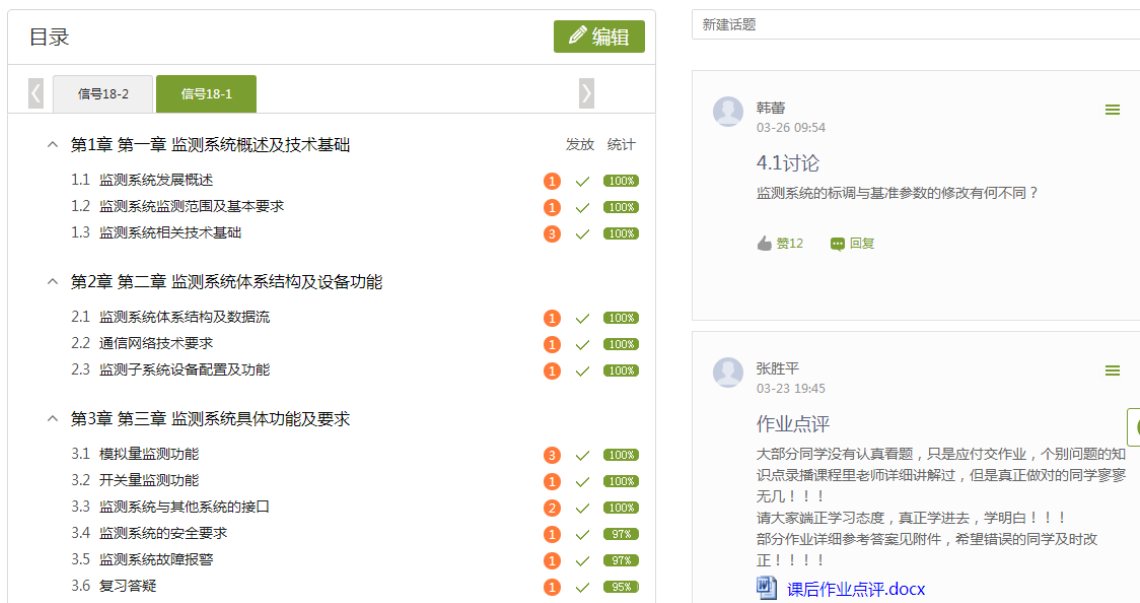 目录
编辑
信号18-2
信号18-1
第1章 第一章 监测系统概述及技术基础 发放 统计
1.1 监测系统发展概述 1 100%
1.2 监测系统监测范围及基本要求 1 100%
1.3 监测系统相关技术基础 3 100%
第2章 第二章 监测系统体系结构及设备功能
2.1 监测系统体系结构及数据流 1 100%
2.2 通信网络技术要求 1 100%
2.3 监测子系统设备配置及功能 1 100%
第3章 第三章 监测系统具体功能及要求
3.1 模拟量监测功能 3 100%
3.2 开关量监测功能 1 100%
3.3 监测系统与其他系统的接口 2 100%
3.4 监测系统的安全要求 1 97%
3.5 监测系统故障报警 1 97%
3.6 复习答疑 1 95%
新建话题
韩蕾
03-26 09:54
4.1讨论
监测系统的标调与基准参数的修改有何不同？
赞12 回复
张胜平
03-23 19:45
作业点评
大部分同学没有认真看题，只是应付交作业，个别问题的知
识点录播课程里老师详细讲解过，但是真正做对的同学寥寥
无几！！！
请大家端正学习态度，真正学进去，学明白！！！
部分作业详细参考答案见附件，希望错误的同学及时改
正！！！！
课后作业点评.docx